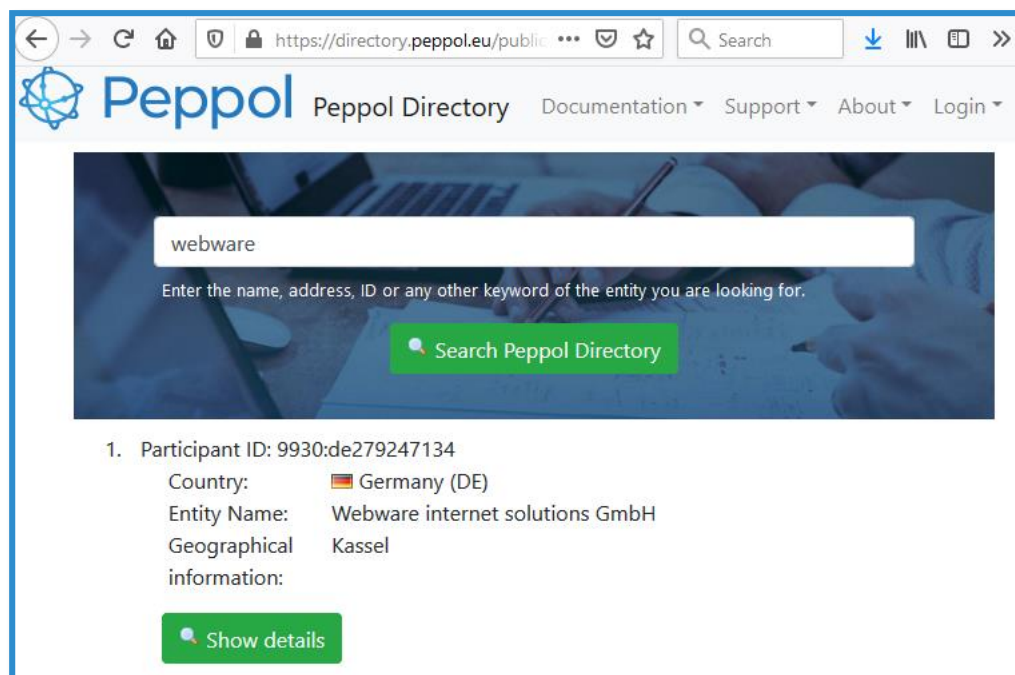 https://directory.peppol.eu/public
Search
Peppol Peppol Directory Documentation Support About Login
webware
Enter the name, address, ID or any other keyword of the entity you are looking for.
Search Peppol Directory
1. Participant ID: 9930:de279247134
Country: Germany (DE)
Entity Name: Webware internet solutions GmbH
Geographical Kassel
information:
Show details